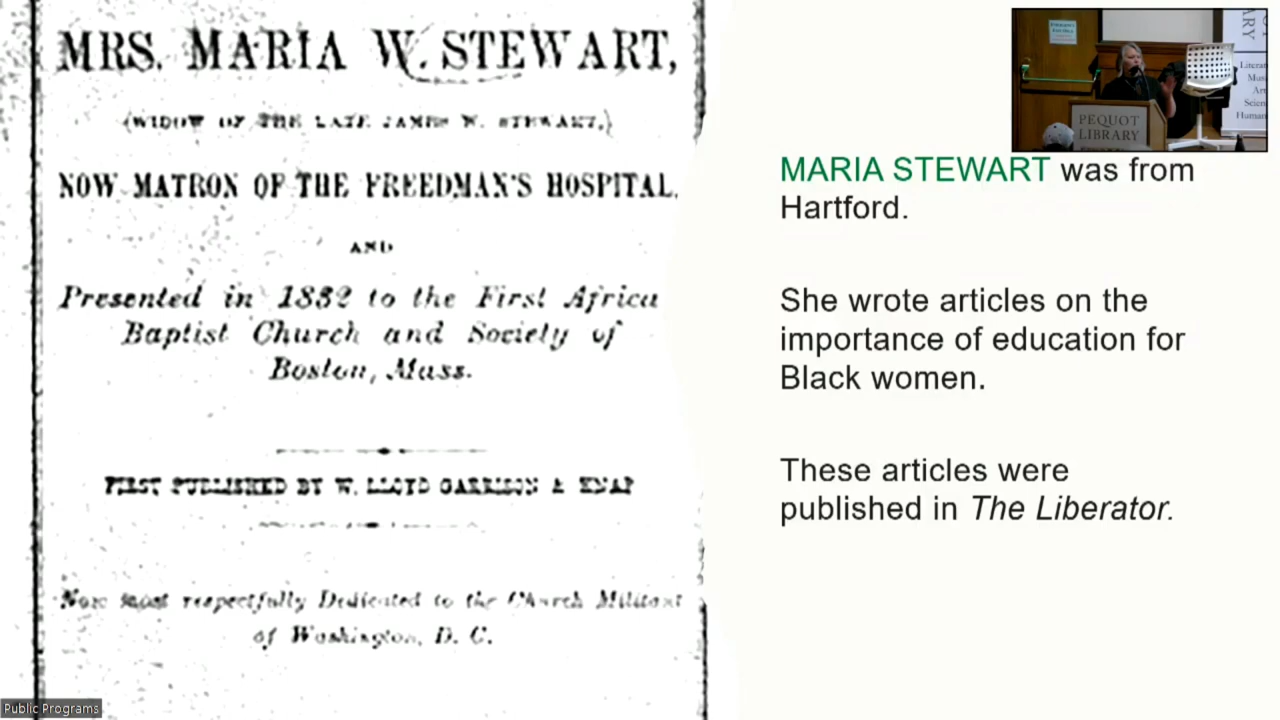 MRS. MARIA W. STEWART,
(WIDOW OF THE LATE JAMES W. STEWART,)
NOW MATRON OF THE FREEDMAN'S HOSPITAL,
AND
Presented in 1832 to the First Africa
Baptist Church and Society of
Boston, Mass.
FIRST PUBLISHED BY W. LLOYD GARRISON & KNAP
Now most respectfully Dedicated to the Church Militant
of Washington, D. C.
PEQUOT
LIBRARY
MARIA STEWART was from
Hartford.
She wrote articles on the
importance of education for
Black women.
These articles were
published in The Liberator.
Public Programs